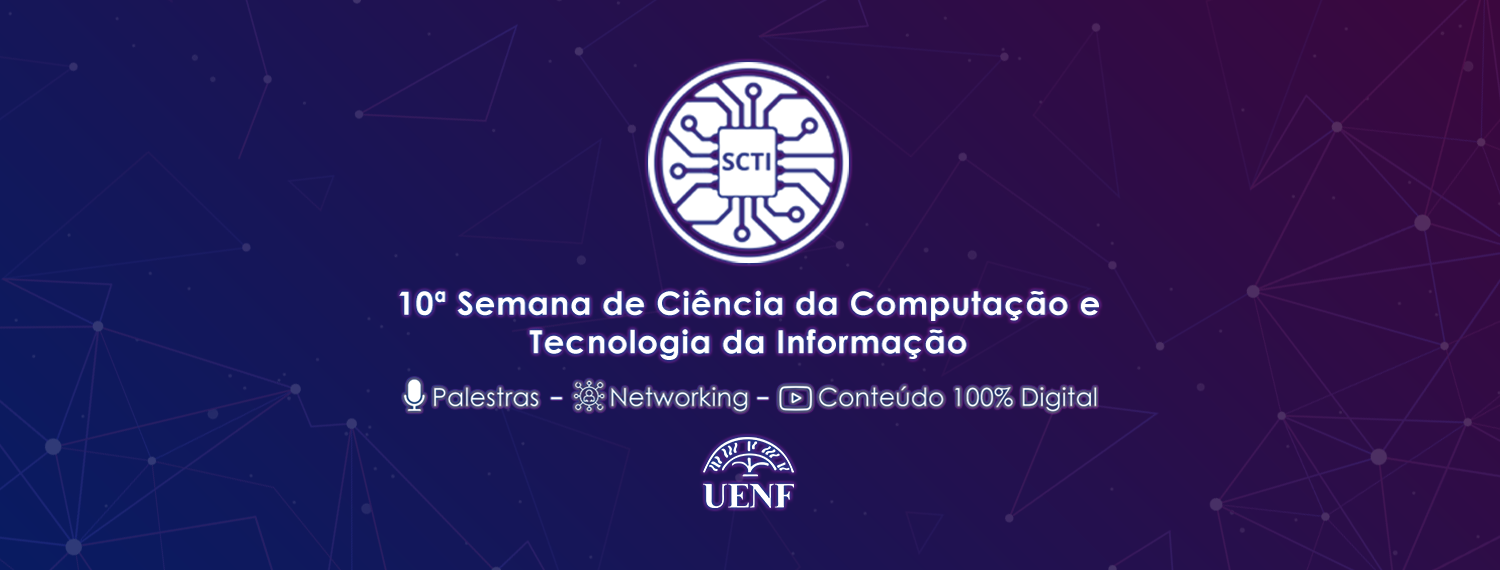 SCTI
10ª Semana de Ciência da Computação e
Tecnologia da Informação
Palestras - Networking - Conteúdo 100% Digital
UENF